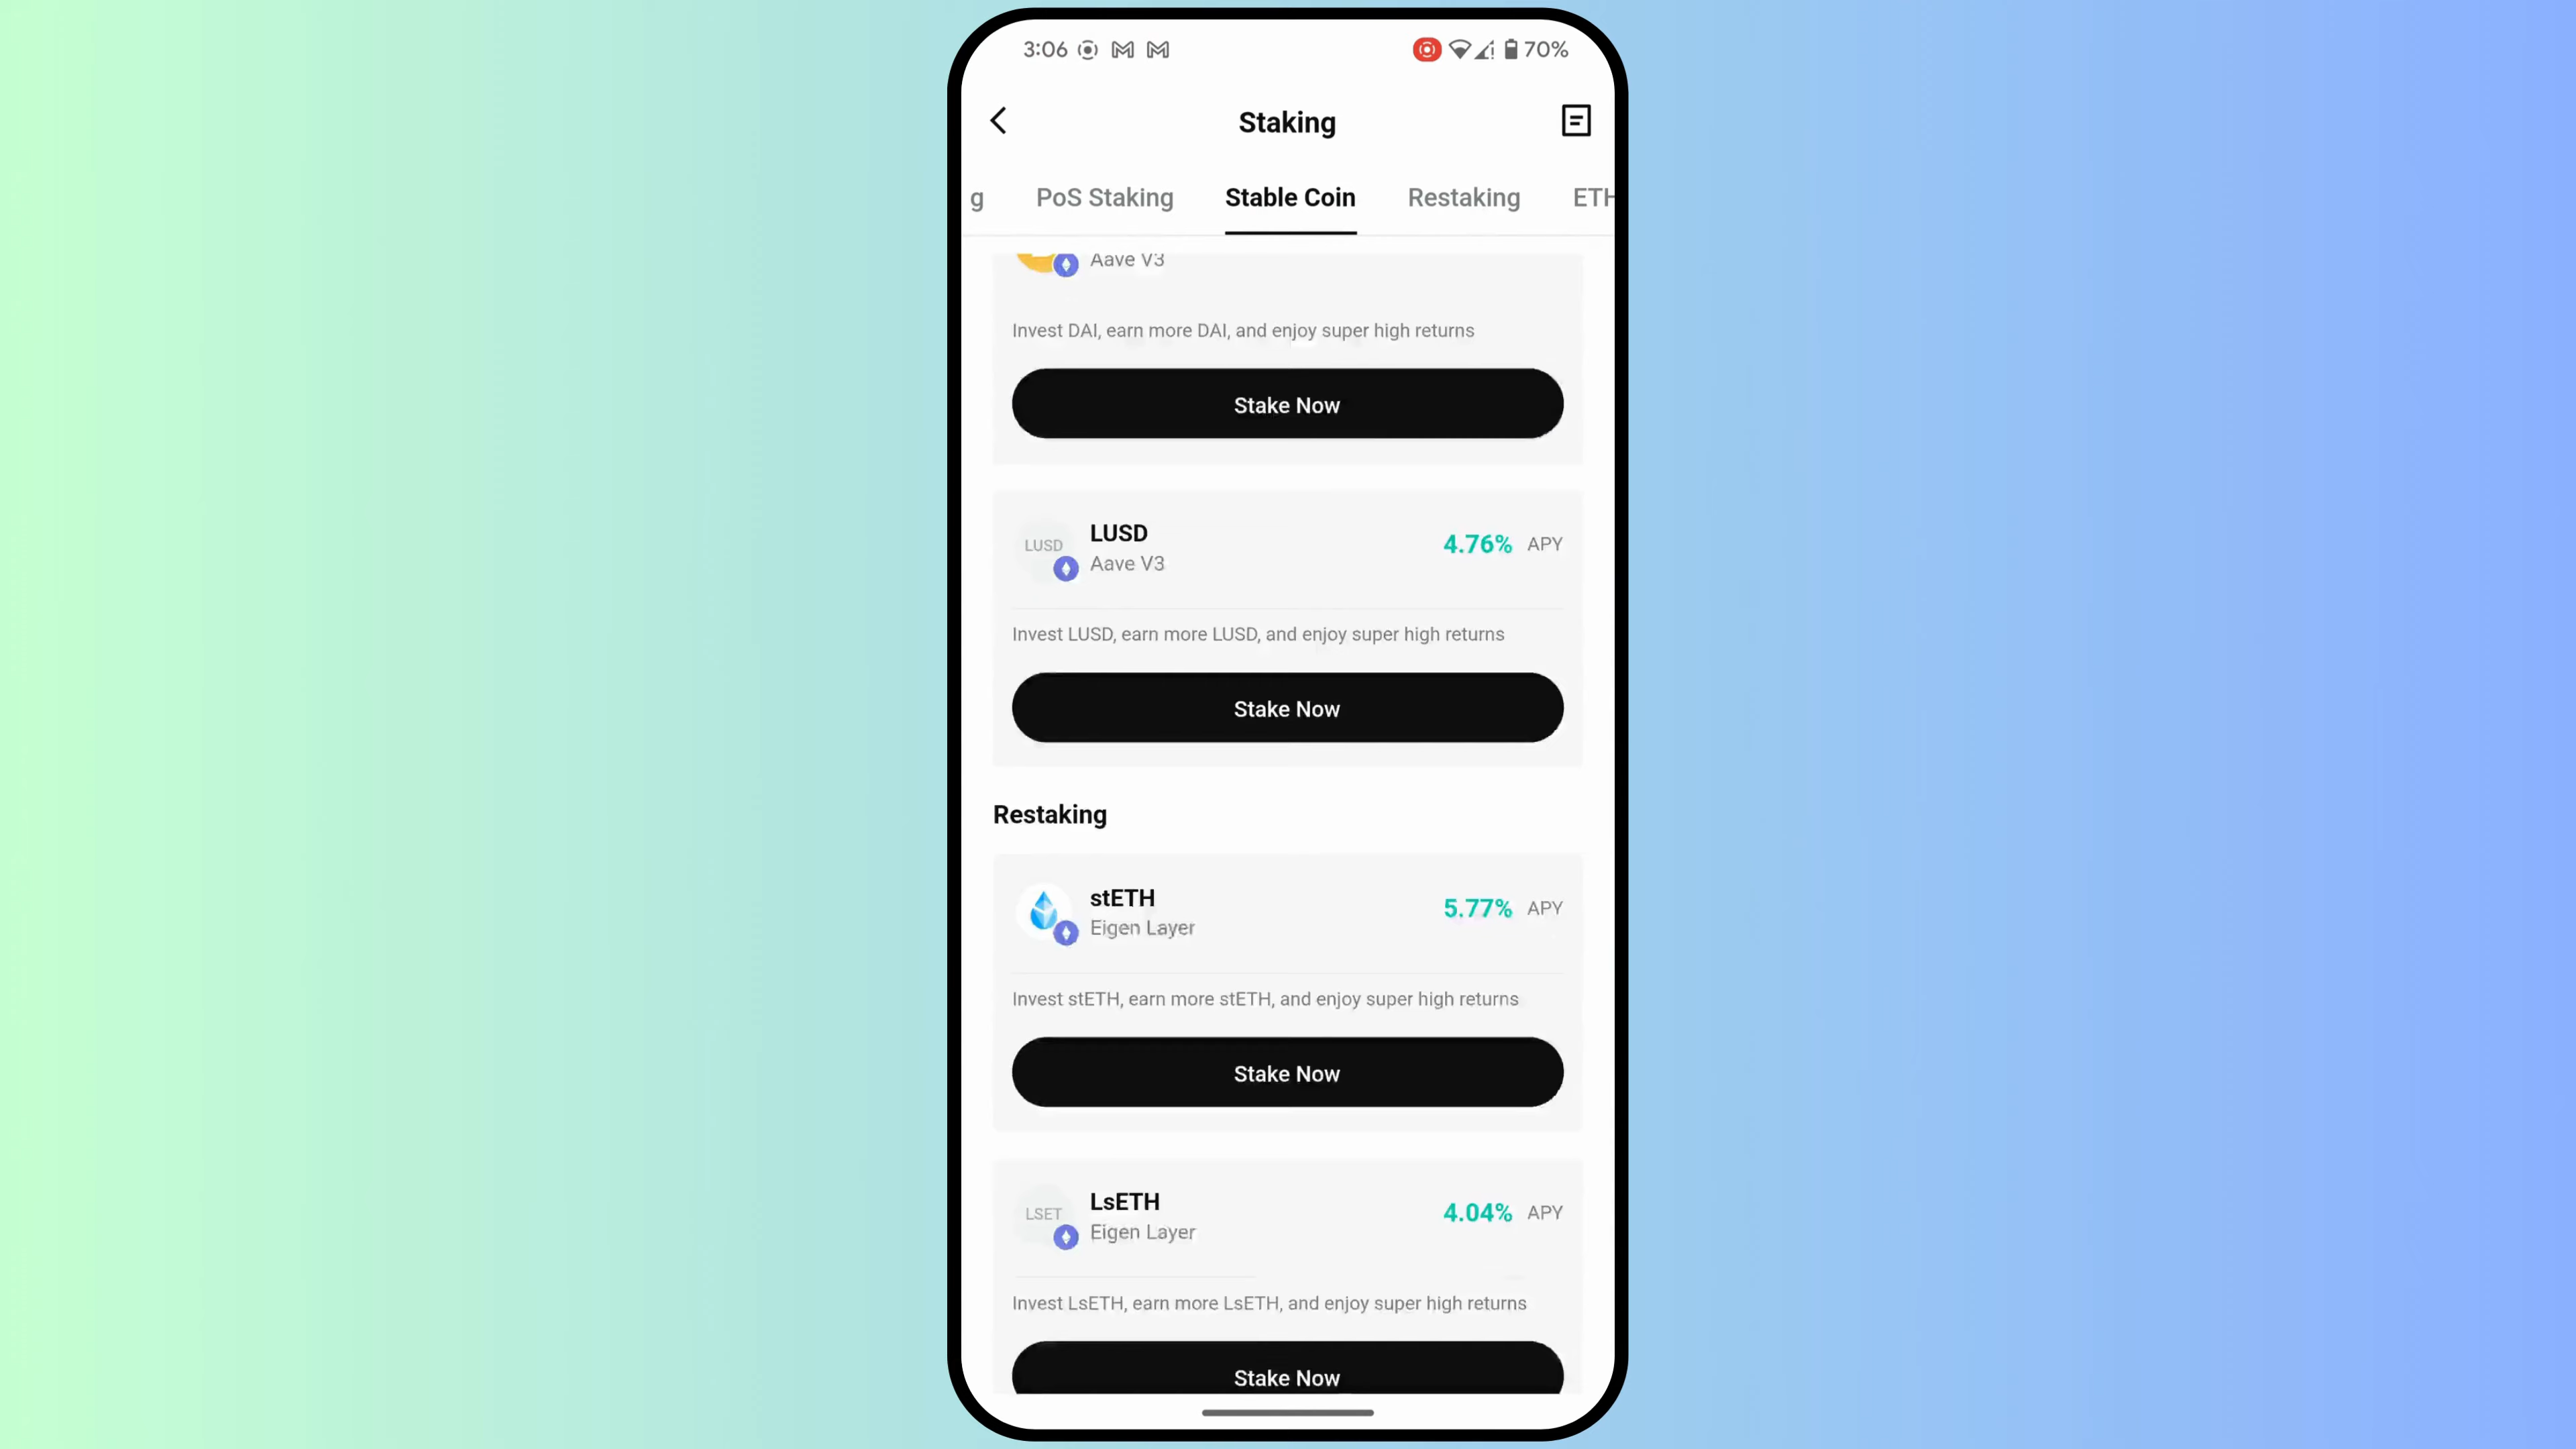 3:06 70%
Staking
g PoS Staking Stable Coin Restaking ETH
Aave V3
Invest DAI, earn more DAI, and enjoy super high returns
Stake Now
LUSD LUSD 4.76% APY
Aave V3
Invest LUSD, earn more LUSD, and enjoy super high returns
Stake Now
Restaking
stETH 5.77% APY
Eigen Layer
Invest stETH, earn more stETH, and enjoy super high returns
Stake Now
LSET LsETH 4.04% APY
Eigen Layer
Invest LsETH, earn more LsETH, and enjoy super high returns
Stake Now